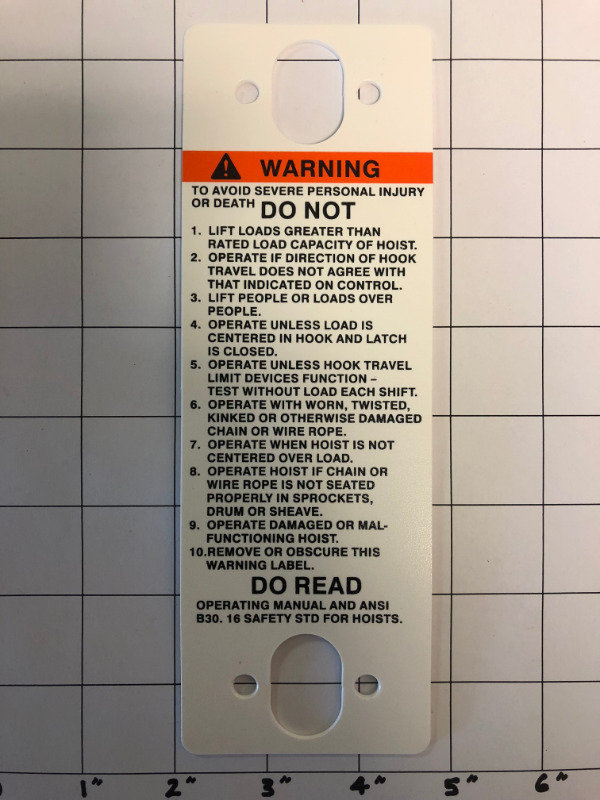 WARNING
TO AVOID SEVERE PERSONAL INJURY
OR DEATH DO NOT
1. LIFT LOADS GREATER THAN
RATED LOAD CAPACITY OF HOIST.
2. OPERATE IF DIRECTION OF HOOK
TRAVEL DOES NOT AGREE WITH
THAT INDICATED ON CONTROL.
3. LIFT PEOPLE OR LOADS OVER
PEOPLE.
4. OPERATE UNLESS LOAD IS
CENTERED IN HOOK AND LATCH
IS CLOSED.
5. OPERATE UNLESS HOOK TRAVEL
LIMIT DEVICES FUNCTION –
TEST WITHOUT LOAD EACH SHIFT.
6. OPERATE WITH WORN, TWISTED,
KINKED OR OTHERWISE DAMAGED
CHAIN OR WIRE ROPE.
7. OPERATE WHEN HOIST IS NOT
CENTERED OVER LOAD.
8. OPERATE HOIST IF CHAIN OR
WIRE ROPE IS NOT SEATED
PROPERLY IN SPROCKETS,
DRUM OR SHEAVE.
9. OPERATE DAMAGED OR MAL-
FUNCTIONING HOIST.
10.REMOVE OR OBSCURE THIS
WARNING LABEL.
DO READ
OPERATING MANUAL AND ANSI
B30. 16 SAFETY STD FOR HOISTS.
1" 2" 3" 4" 5" 6"